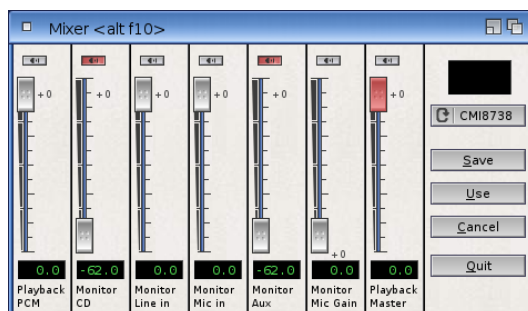 Mixer <alt f10>
+0 +0 +0 +0 +0 +0
CMI8738
Save
Use
Cancel
Quit
+0
0.0 -62.0 0.0 0.0 -62.0 0.0 0.0
Playback Monitor Monitor Monitor Monitor Monitor Playback
PCM CD Line in Mic in Aux Mic Gain Master